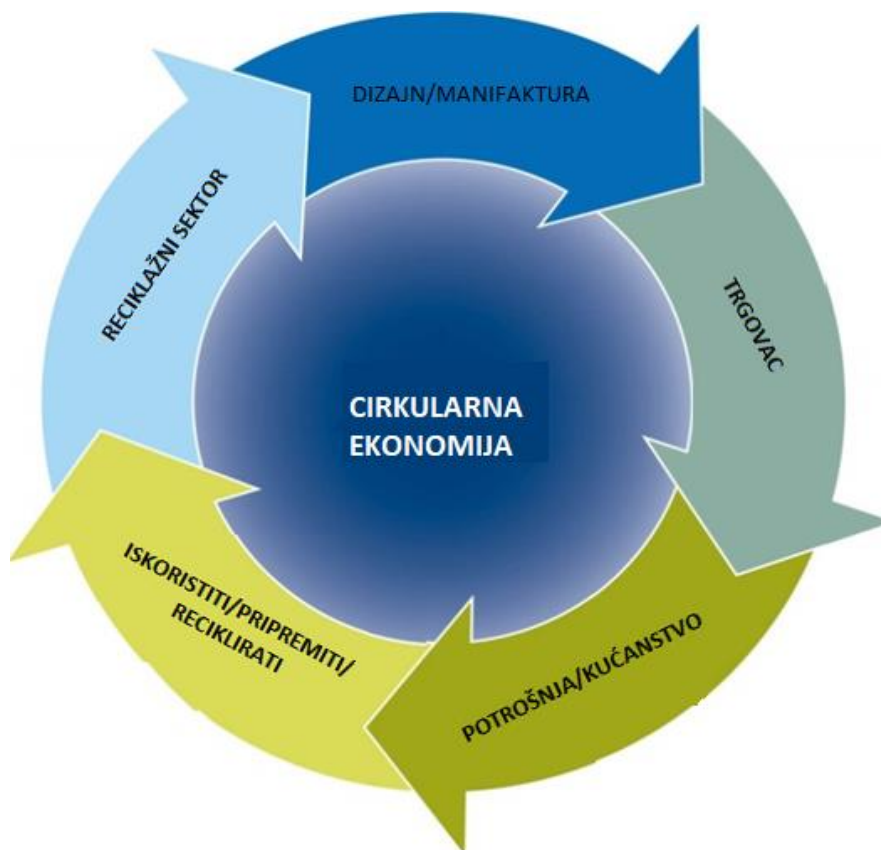 DIZAJN/MANIFAKTURA
TRGOVAC
POTROŠNJA/KUĆANSTVO
ISKORISTITI/PRIPREMITI/
RECIKLIRATI
RECIKLAŽNI SEKTOR
CIRKULARNA
EKONOMIJA